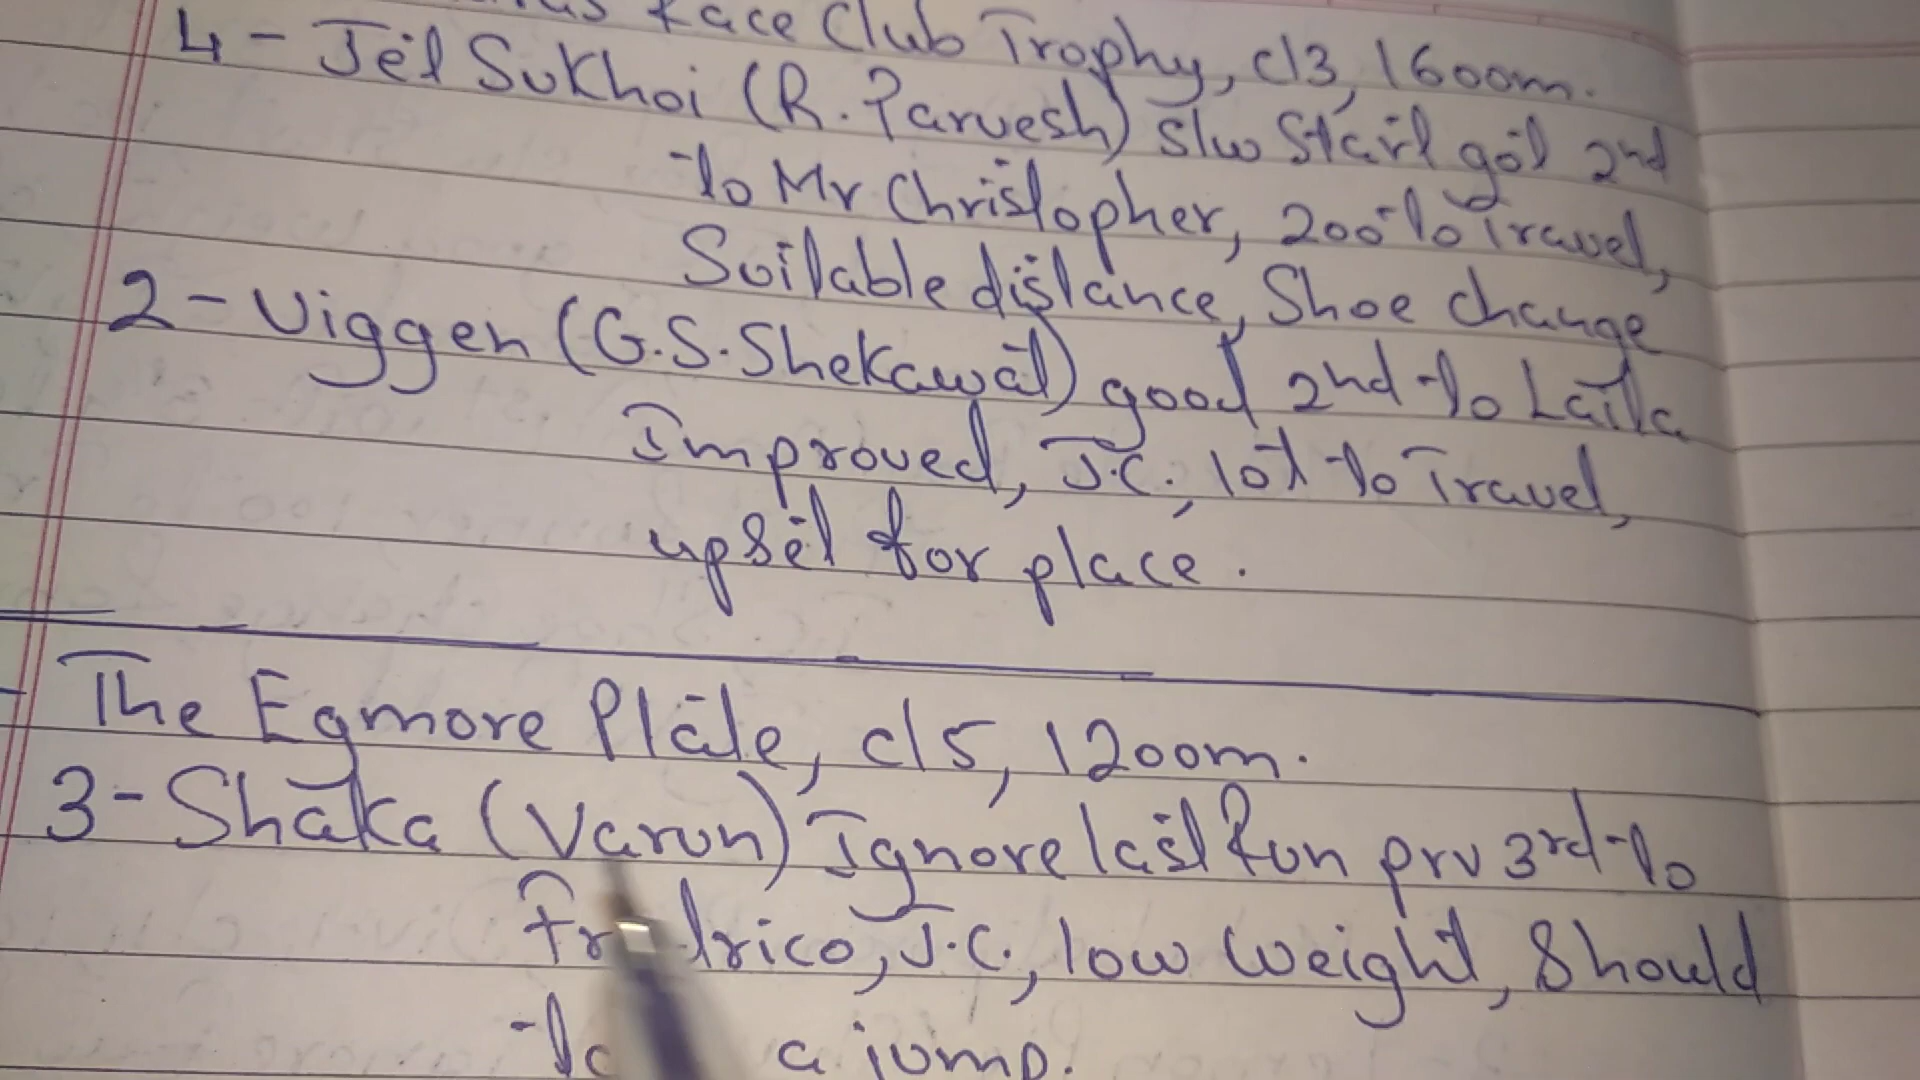 Race Club Trophy, cl3, 1600m.
4 - Jet Sukhoi (R. Parvesh) Slw Start got 2nd
to Mr Christopher, 200 to Travel,
Suitable distance, Shoe change
2 - Viggen (G.S. Shekawat) good 2nd to Laila
Improved, J.C., lot to Travel,
upset for place.
The Egmore Plate, cl5, 1200m.
3 - Shaka (Varun) Ignore last Run prv 3rd to
J.C., low weight, Should
a jump.